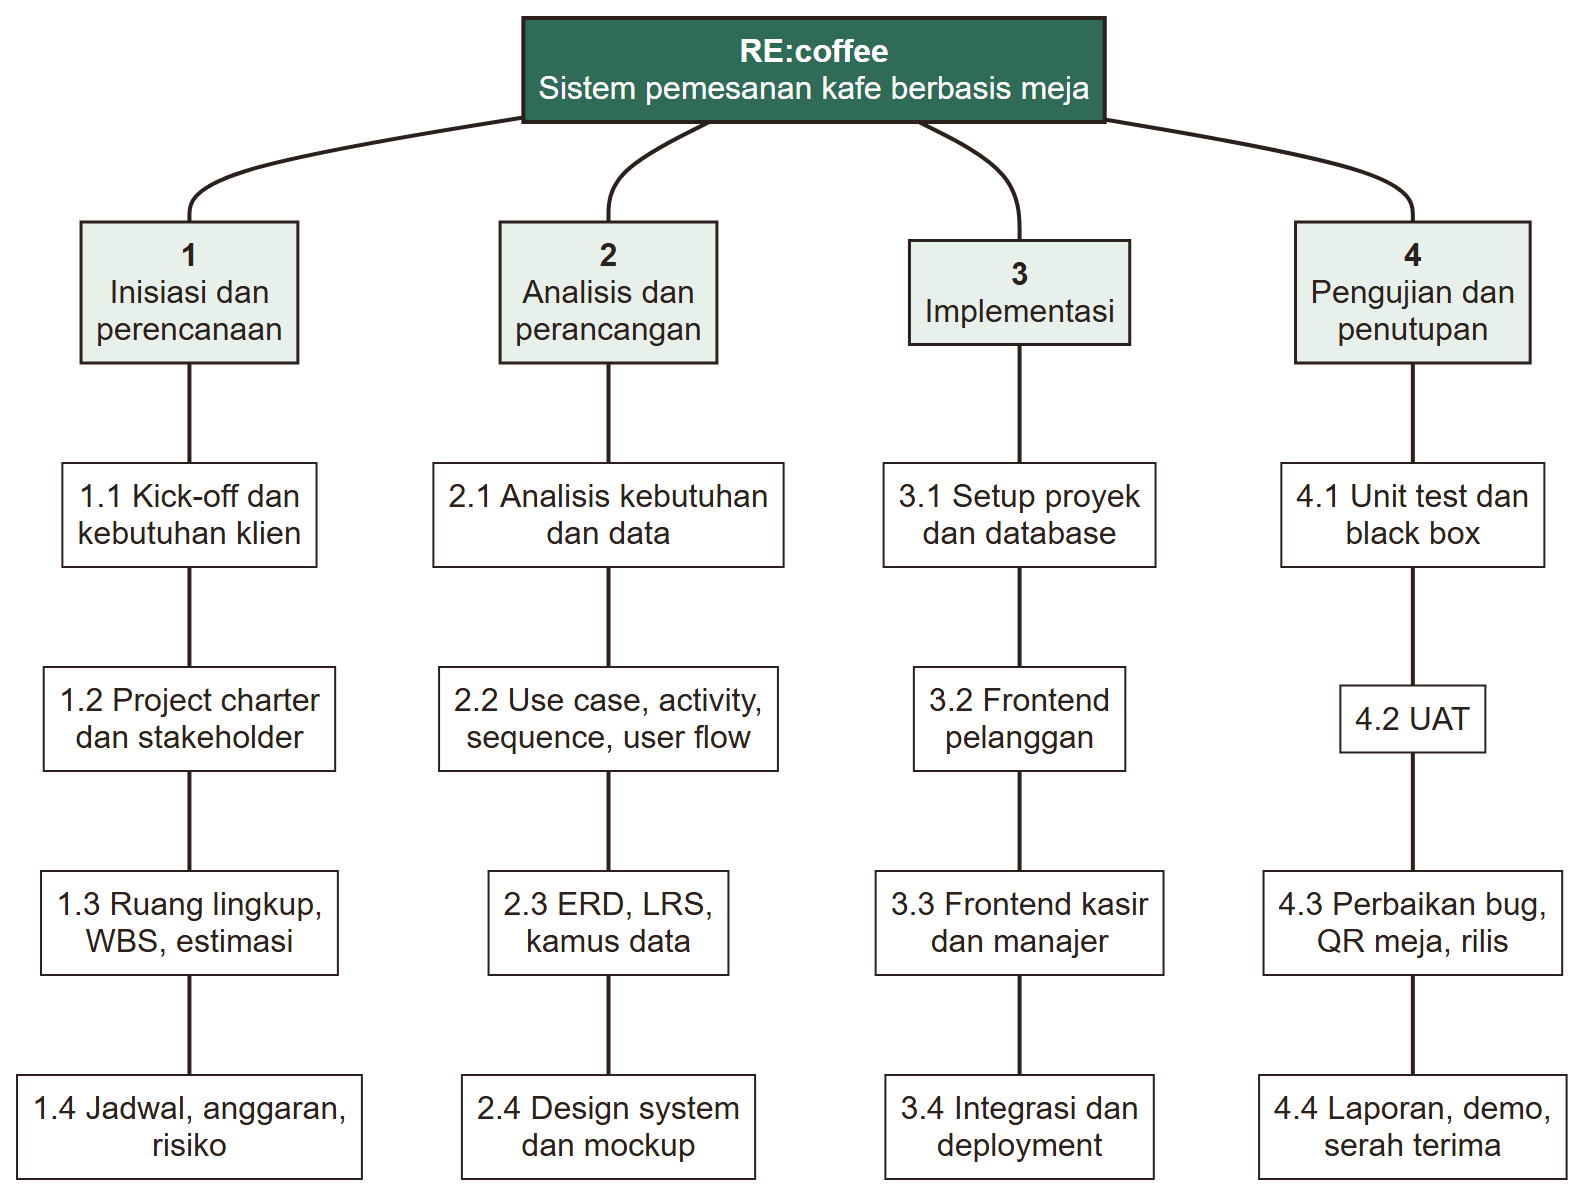 RE:coffee
Sistem pemesanan kafe berbasis meja
1
Inisiasi dan
perencanaan
2
Analisis dan
perancangan
3
Implementasi
4
Pengujian dan
penutupan
1.1 Kick-off dan
kebutuhan klien
2.1 Analisis kebutuhan
dan data
3.1 Setup proyek
dan database
4.1 Unit test dan
black box
1.2 Project charter
dan stakeholder
2.2 Use case, activity,
sequence, user flow
3.2 Frontend
pelanggan
4.2 UAT
1.3 Ruang lingkup,
WBS, estimasi
2.3 ERD, LRS,
kamus data
3.3 Frontend kasir
dan manajer
4.3 Perbaikan bug,
QR meja, rilis
1.4 Jadwal, anggaran,
risiko
2.4 Design system
dan mockup
3.4 Integrasi dan
deployment
4.4 Laporan, demo,
serah terima